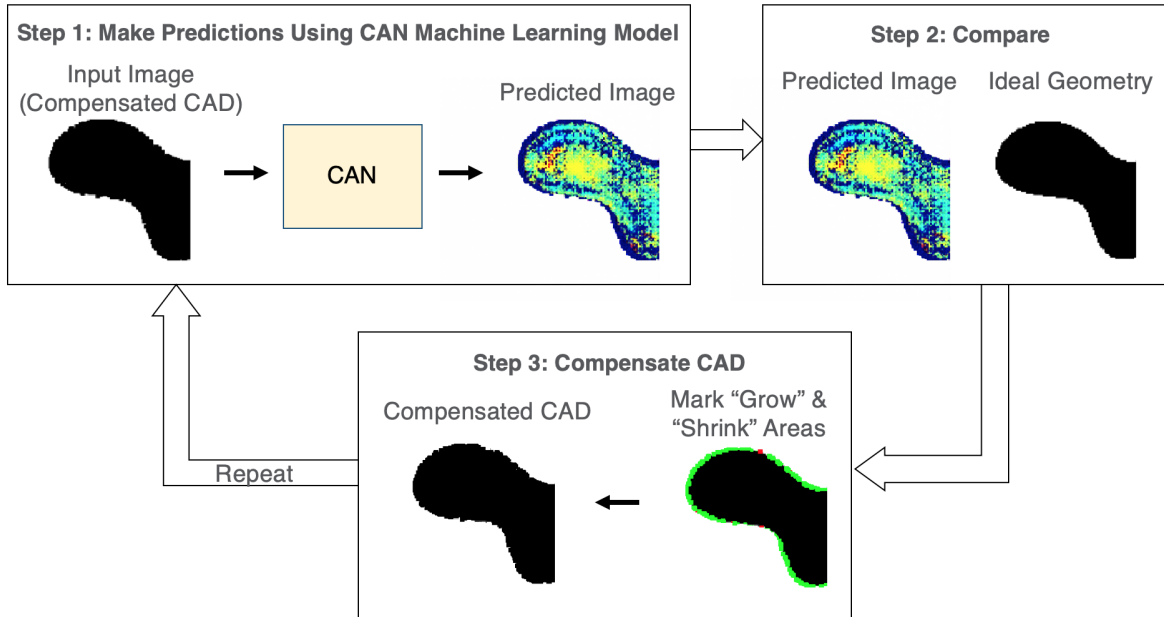 Step 1: Make Predictions Using CAN Machine Learning Model
Input Image
(Compensated CAD)
CAN
Predicted Image
Step 2: Compare
Predicted Image
Ideal Geometry
Step 3: Compensate CAD
Compensated CAD
Mark “Grow” &
“Shrink” Areas
Repeat